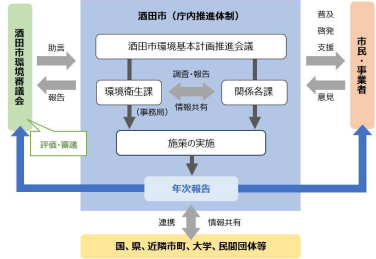 酒田市（庁内推進体制）
酒田市環境審議会
助言
報告
評価・審議
酒田市環境基本計画推進会議
環境衛生課
（事務局）
調査・報告
情報共有
関係各課
施策の実施
年次報告
普及
啓発
支援
意見
市民・事業者
連携
情報共有
国、県、近隣市町、大学、民間団体等